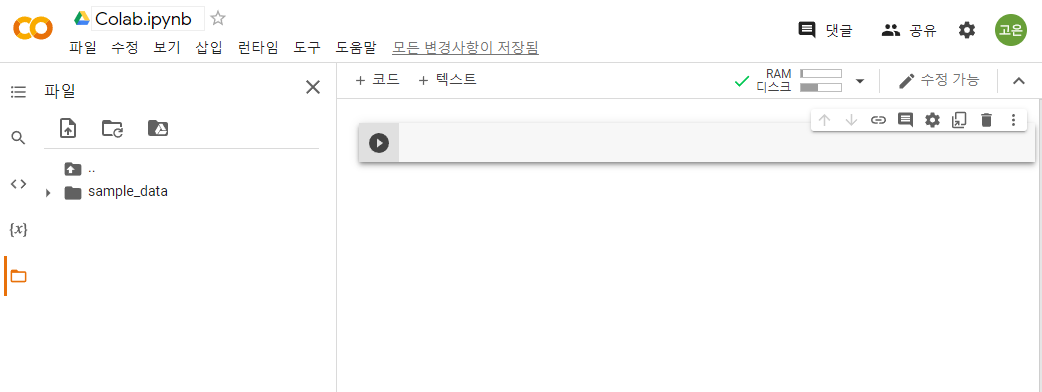 Colab.ipynb
파일 수정 보기 삽입 런타임 도구 도움말 모든 변경사항이 저장됨
댓글 공유 고은
파일
+ 코드 + 텍스트
RAM
디스크
수정 가능
..
sample_data
{x}